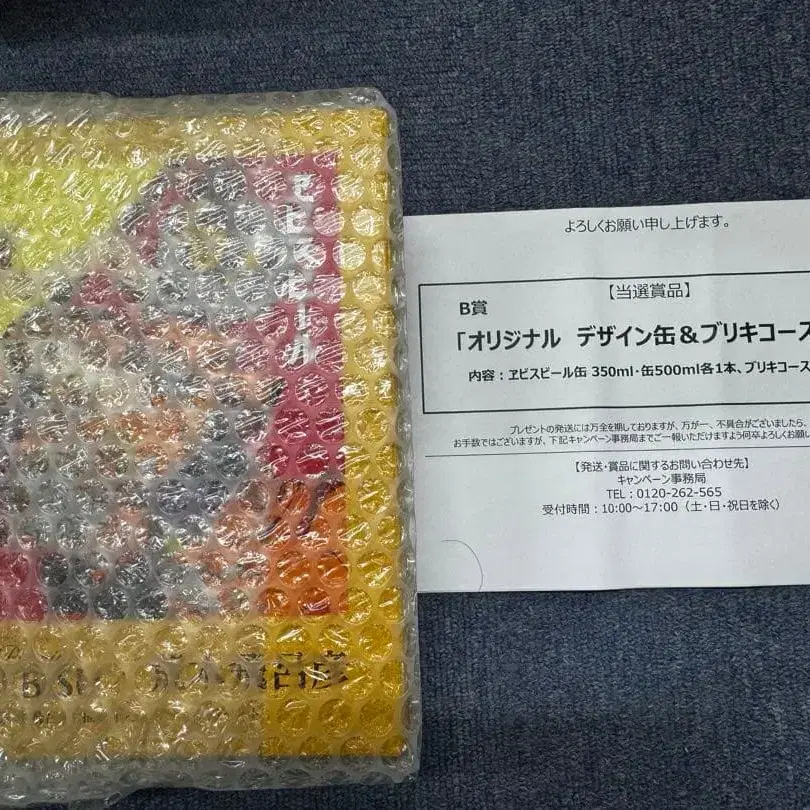 ヱビスビール
よろしくお願い申し上げます。
【当選賞品】
B賞
「オリジナル デザイン缶＆ブリキコース
内容：ヱビスビール缶 350ml・缶500ml各1本、ブリキコース
プレゼントの発送には万全を期しておりますが、万が一、不具合がございましたら、
お手数ではございますが、下記キャンペーン事務局までご一報いただけますよう何卒よろしくお願い
【発送・賞品に関するお問い合わせ先】
キャンペーン事務局
TEL：0120-262-565
受付時間：10:00～17:00（土・日・祝日を除く）